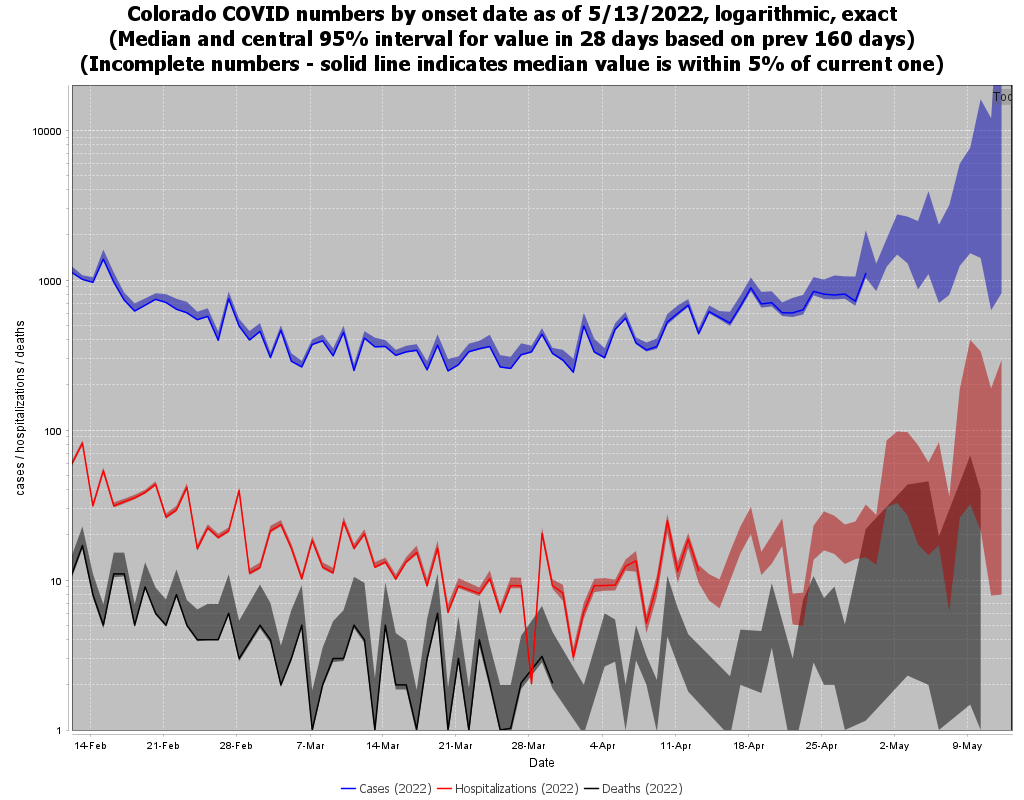 Colorado COVID numbers by onset date as of 5/13/2022, logarithmic, exact
(Median and central 95% interval for value in 28 days based on prev 160 days)
(Incomplete numbers - solid line indicates median value is within 5% of current one)
Toc
10000
1000
100
10
1
cases / hospitalizations / deaths
14-Feb 21-Feb 28-Feb 7-Mar 14-Mar 21-Mar 28-Mar 4-Apr 11-Apr 18-Apr 25-Apr 2-May 9-May
Date
Cases (2022) Hospitalizations (2022) Deaths (2022)